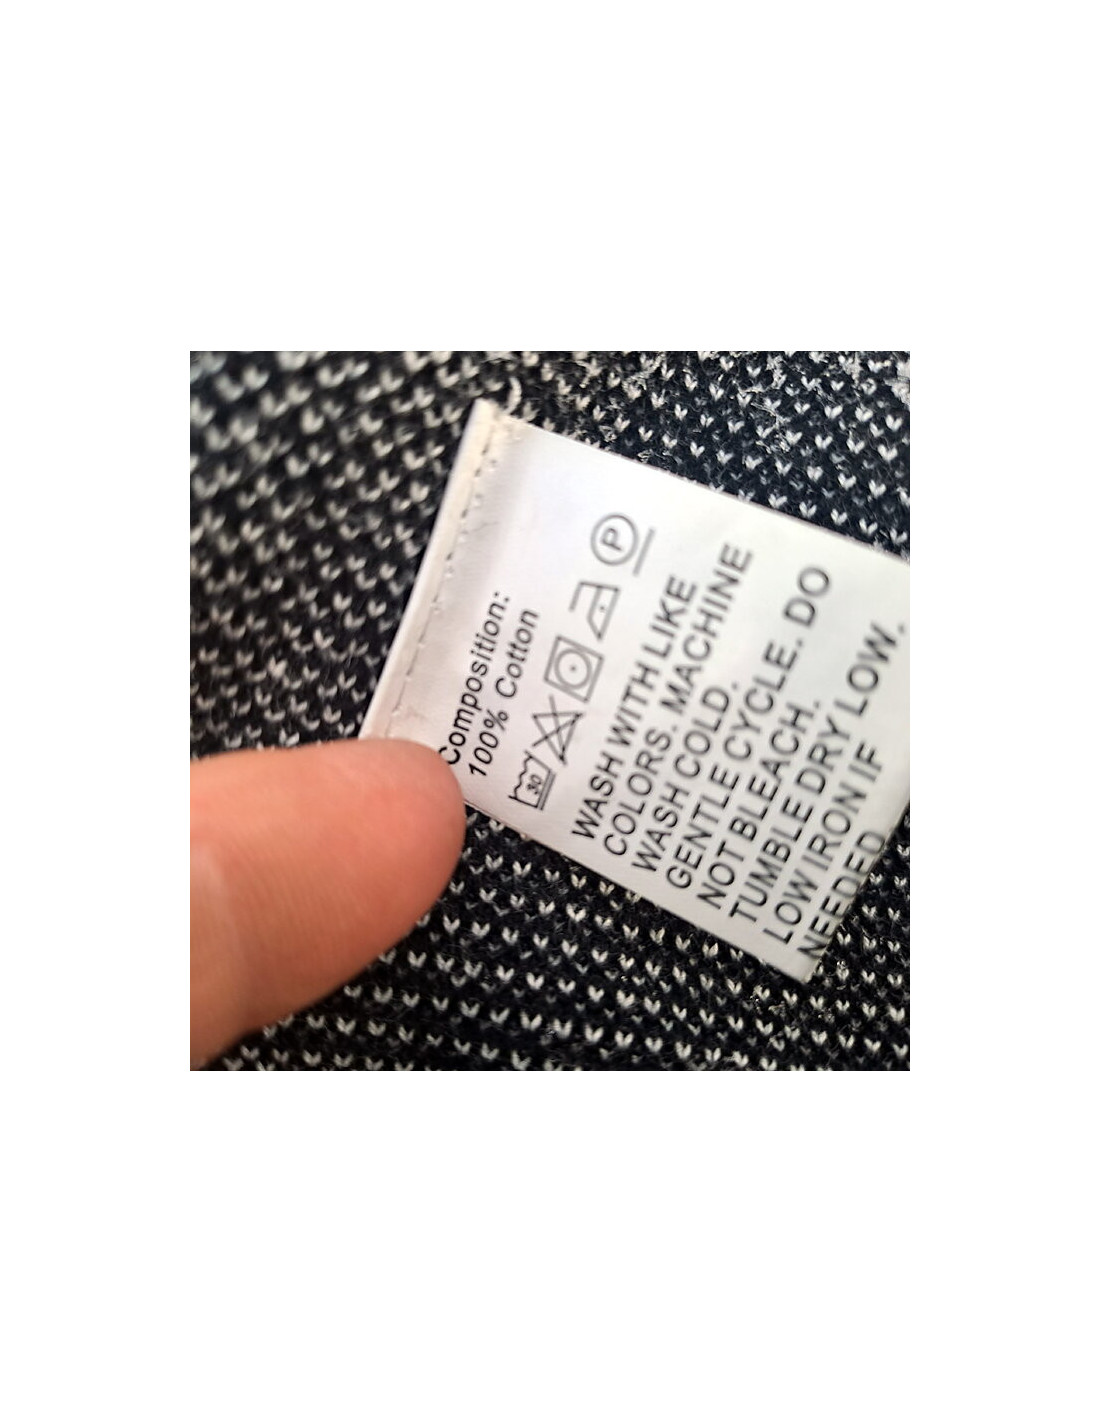 Composition:
100% Cotton
30 P
WASH WITH LIKE
COLORS. MACHINE
WASH COLD.
GENTLE CYCLE. DO
NOT BLEACH.
TUMBLE DRY LOW.
LOW IRON IF
NEEDED